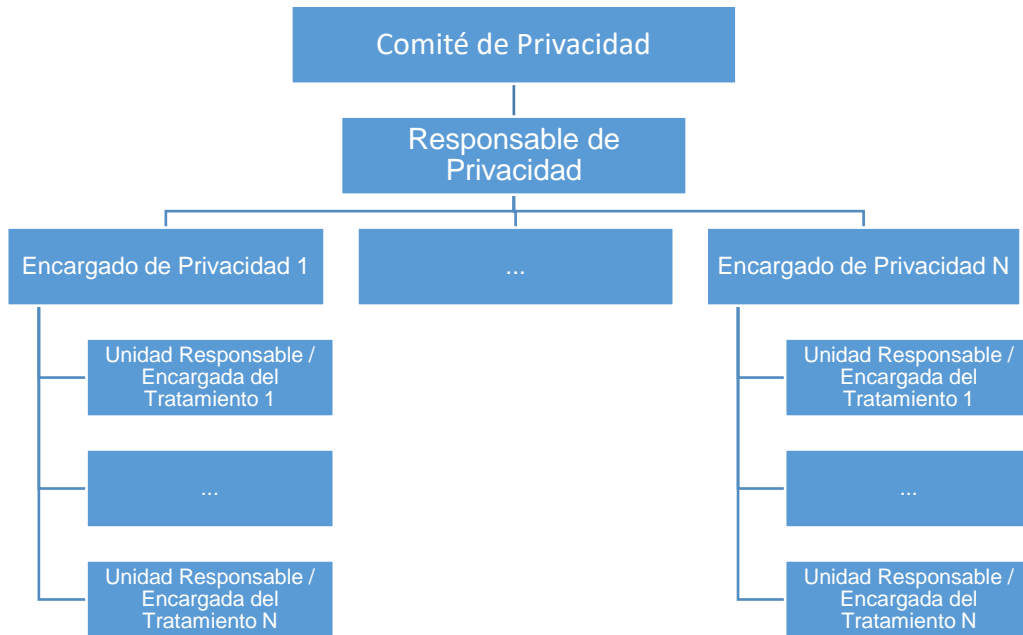 Comité de Privacidad
Responsable de
Privacidad
Encargado de Privacidad 1
...
Encargado de Privacidad N
Unidad Responsable /
Encargada del
Tratamiento 1
...
Unidad Responsable /
Encargada del
Tratamiento N
Unidad Responsable /
Encargada del
Tratamiento 1
...
Unidad Responsable /
Encargada del
Tratamiento N